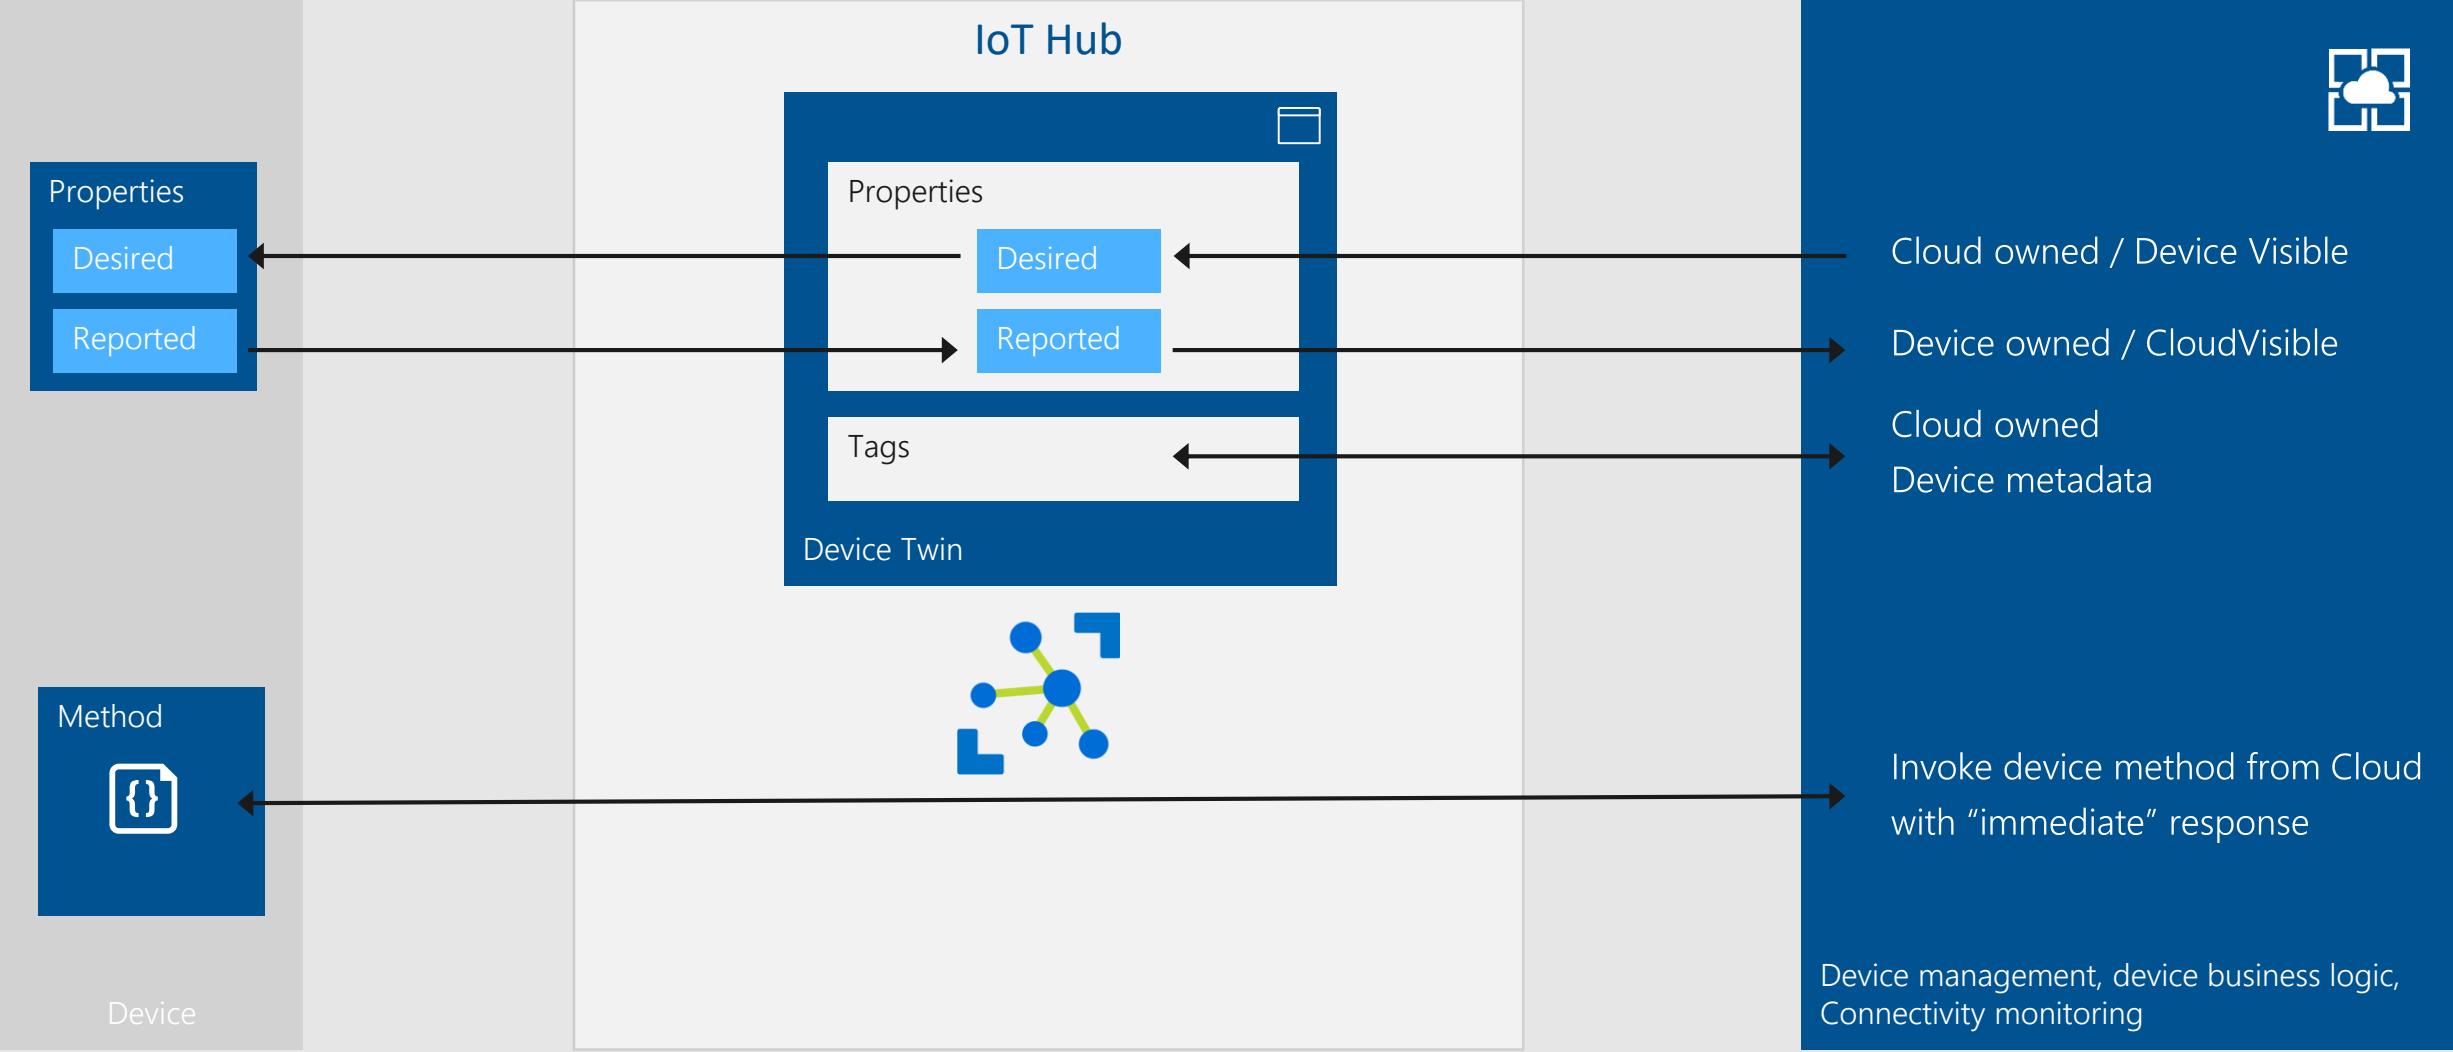 IoT Hub
Properties
Desired
Reported
Properties
Desired
Reported
Tags
Device Twin
Cloud owned / Device Visible
Device owned / CloudVisible
Cloud owned
Device metadata
Method
{}
Invoke device method from Cloud
with “immediate” response
Device
Device management, device business logic,
Connectivity monitoring